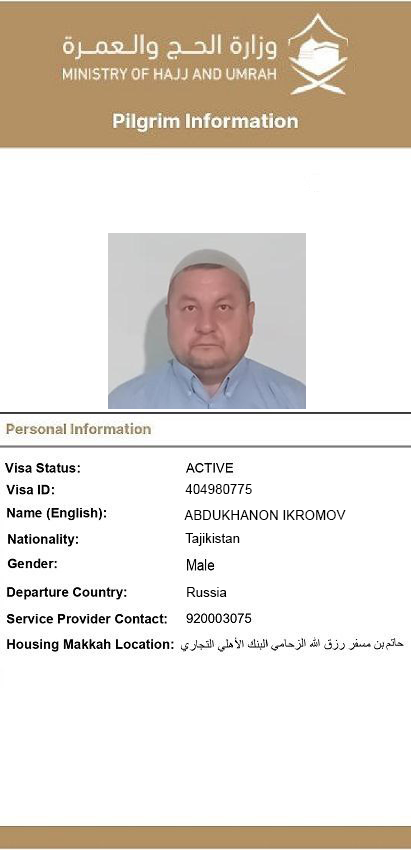 وزارة الحـج والـعمـرة
MINISTRY OF HAJJ AND UMRAH
Pilgrim Information
Personal Information
Visa Status: ACTIVE
Visa ID: 404980775
Name (English): ABDUKHANON IKROMOV
Nationality: Tajikistan
Gender: Male
Departure Country: Russia
Service Provider Contact: 920003075
Housing Makkah Location: حاتم بن مسفر رزق الله الزحامي البنك الأهلي التجاري